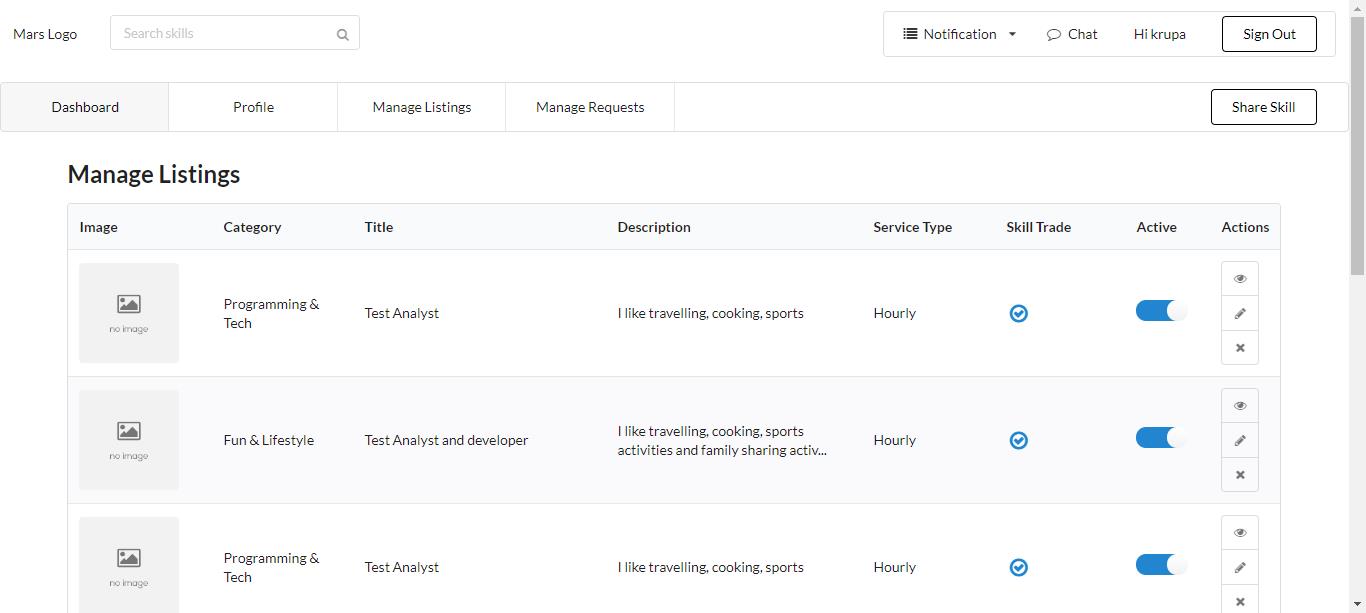 Mars Logo
Search skills
Notification
Chat
Hi krupa
Sign Out
Dashboard
Profile
Manage Listings
Manage Requests
Share Skill
Manage Listings
Image Category Title Description Service Type Skill Trade Active Actions
no image
Programming &
Tech
Test Analyst
I like travelling, cooking, sports
Hourly
no image
Fun & Lifestyle
Test Analyst and developer
I like travelling, cooking, sports
activities and family sharing activ...
Hourly
no image
Programming &
Tech
Test Analyst
I like travelling, cooking, sports
Hourly